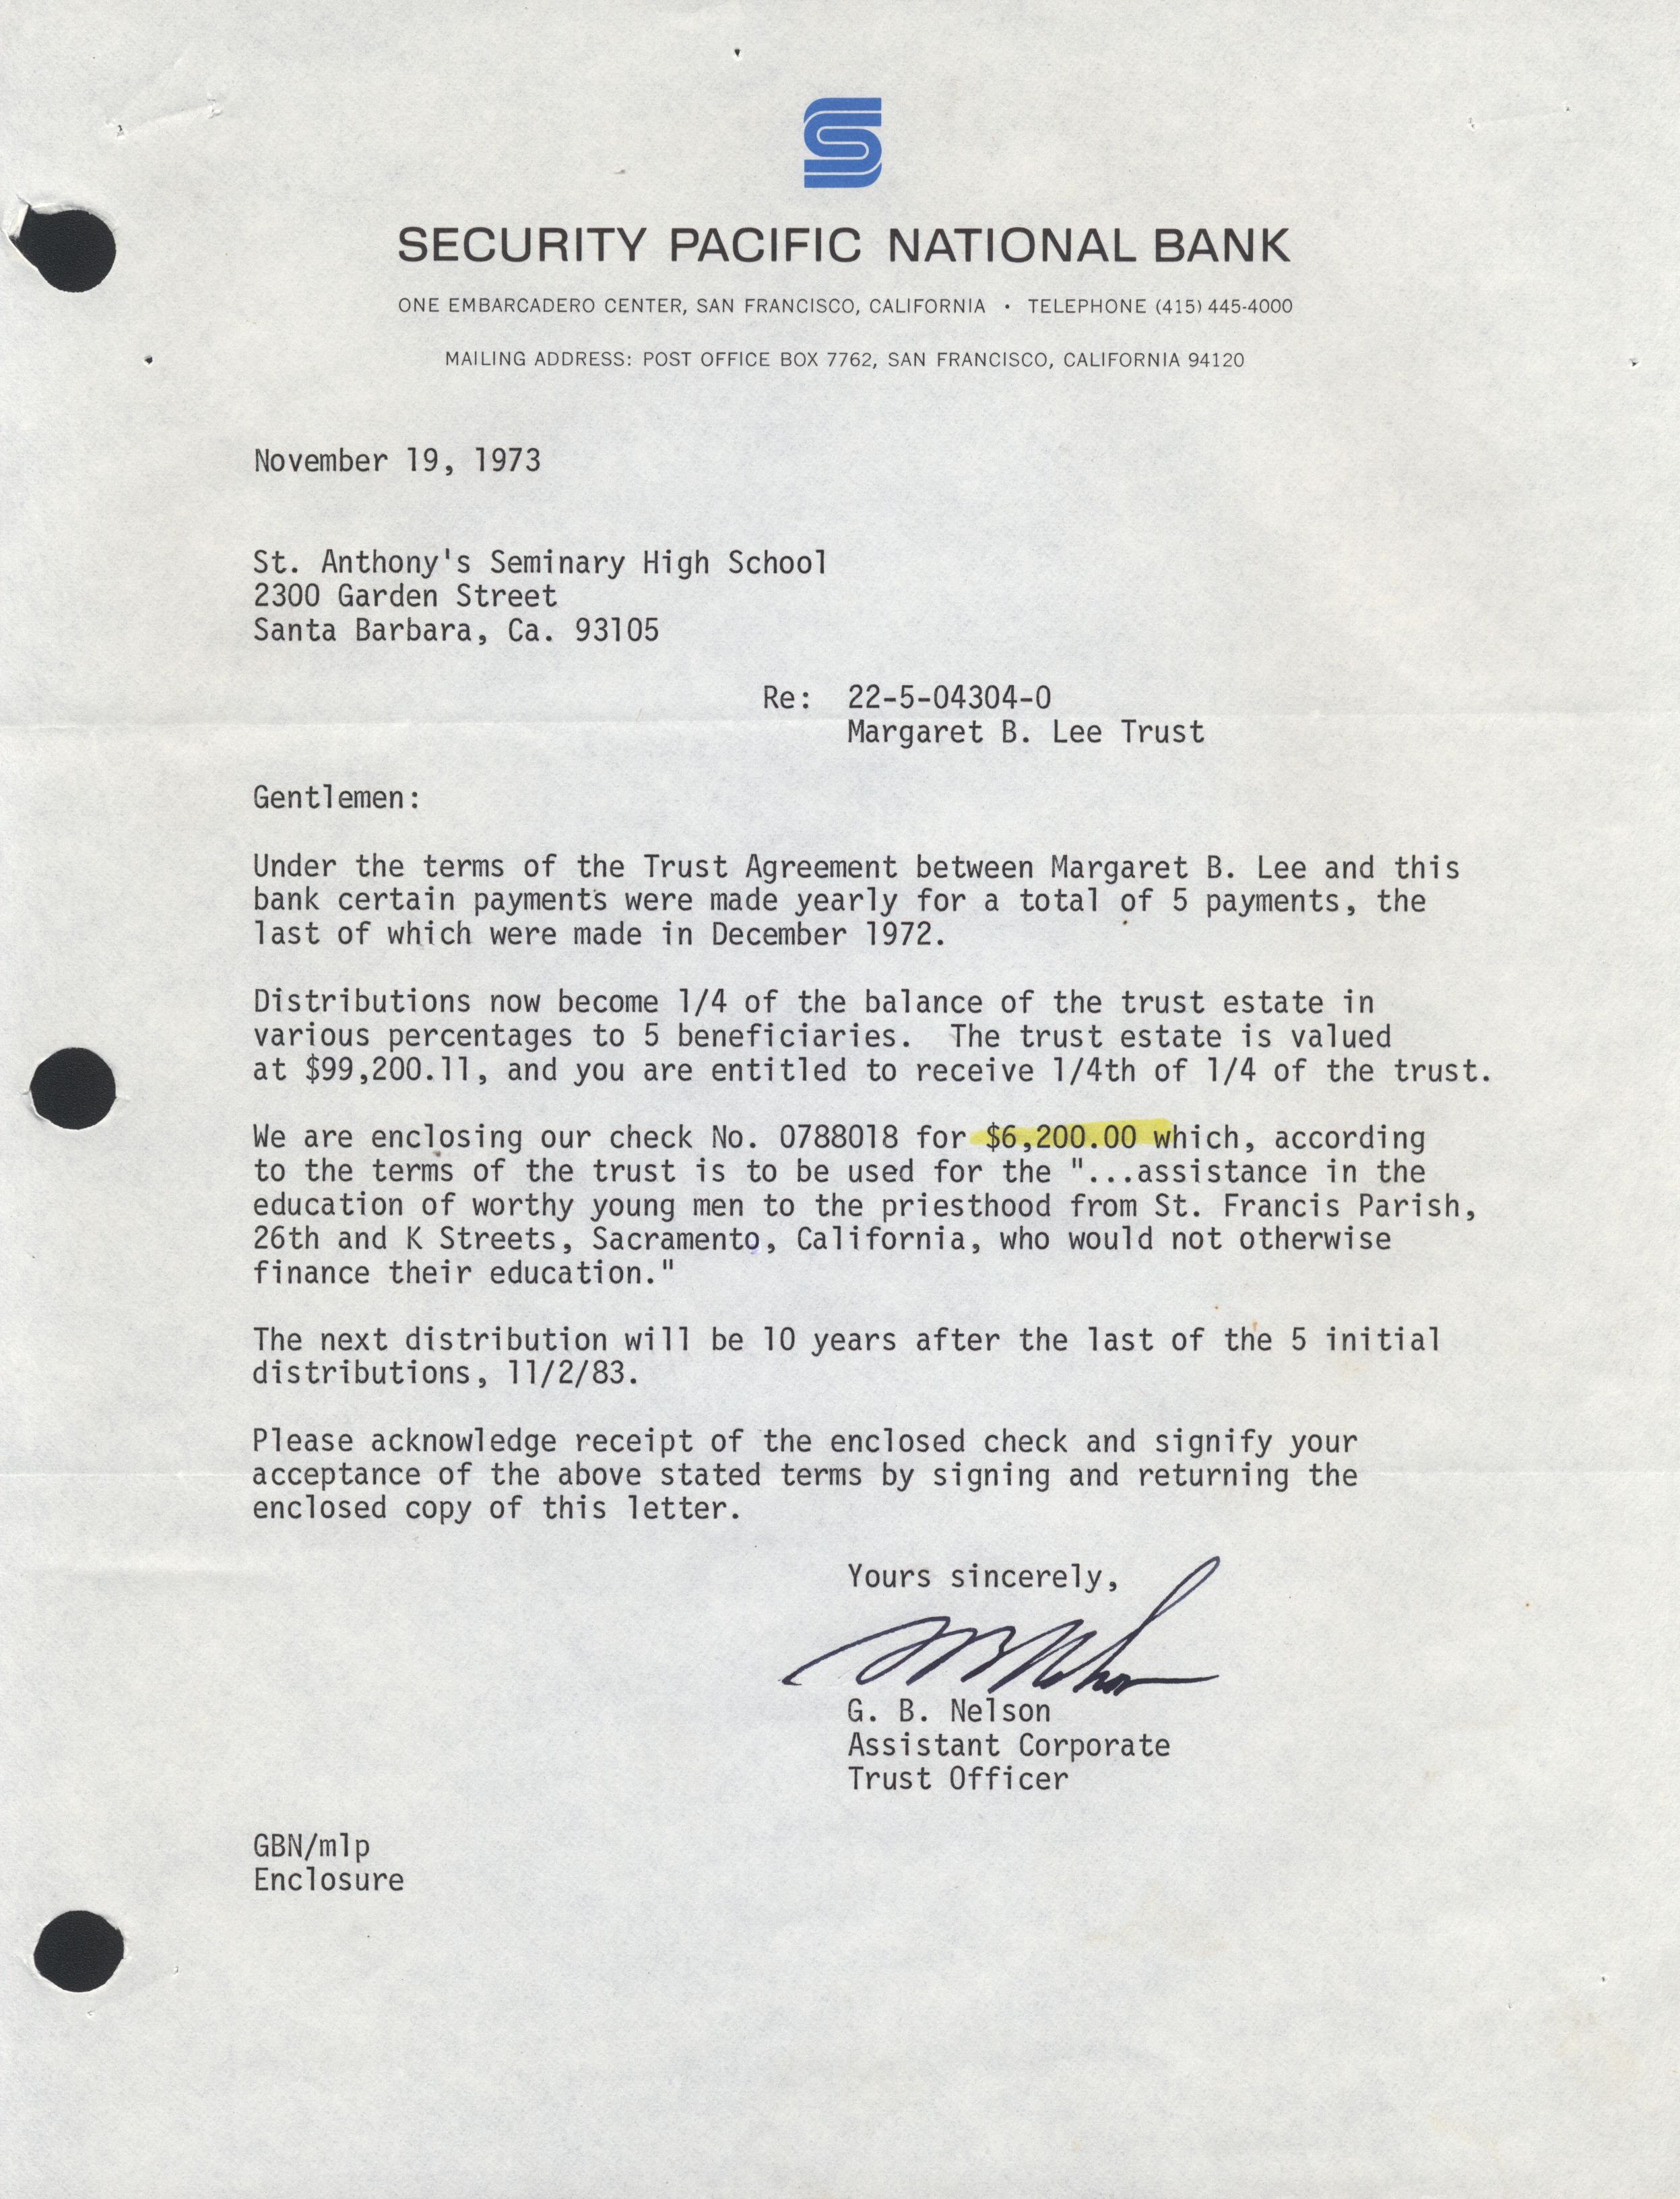 SECURITY PACIFIC NATIONAL BANK
ONE EMBARCADERO CENTER, SAN FRANCISCO, CALIFORNIA • TELEPHONE (415) 445-4000
MAILING ADDRESS: POST OFFICE BOX 7762, SAN FRANCISCO, CALIFORNIA 94120
November 19, 1973
St. Anthony's Seminary High School
2300 Garden Street
Santa Barbara, Ca. 93105
Re: 22-5-04304-0
Margaret B. Lee Trust
Gentlemen:
Under the terms of the Trust Agreement between Margaret B. Lee and this
bank certain payments were made yearly for a total of 5 payments, the
last of which were made in December 1972.
Distributions now become 1/4 of the balance of the trust estate in
various percentages to 5 beneficiaries. The trust estate is valued
at $99,200.11, and you are entitled to receive 1/4th of 1/4 of the trust.
We are enclosing our check No. 0788018 for $6,200.00 which, according
to the terms of the trust is to be used for the "...assistance in the
education of worthy young men to the priesthood from St. Francis Parish,
26th and K Streets, Sacramento, California, who would not otherwise
finance their education."
The next distribution will be 10 years after the last of the 5 initial
distributions, 11/2/83.
Please acknowledge receipt of the enclosed check and signify your
acceptance of the above stated terms by signing and returning the
enclosed copy of this letter.
Yours sincerely,
G. B. Nelson
Assistant Corporate
Trust Officer
GBN/mlp
Enclosure